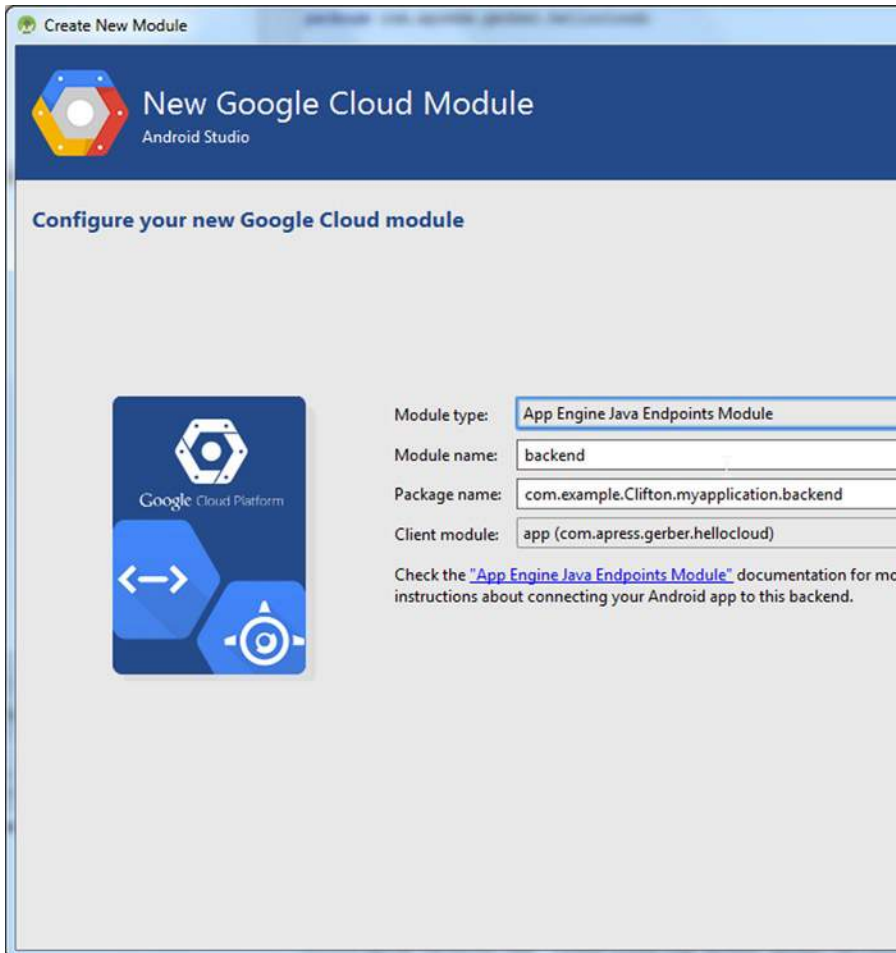 Create New Module
New Google Cloud Module
Android Studio
Configure your new Google Cloud module
Google Cloud Platform
Module type: App Engine Java Endpoints Module
Module name: backend
Package name: com.example.Clifton.myapplication.backend
Client module: app (com.apress.gerber.hellocloud)
Check the "App Engine Java Endpoints Module" documentation for
instructions about connecting your Android app to this backend.